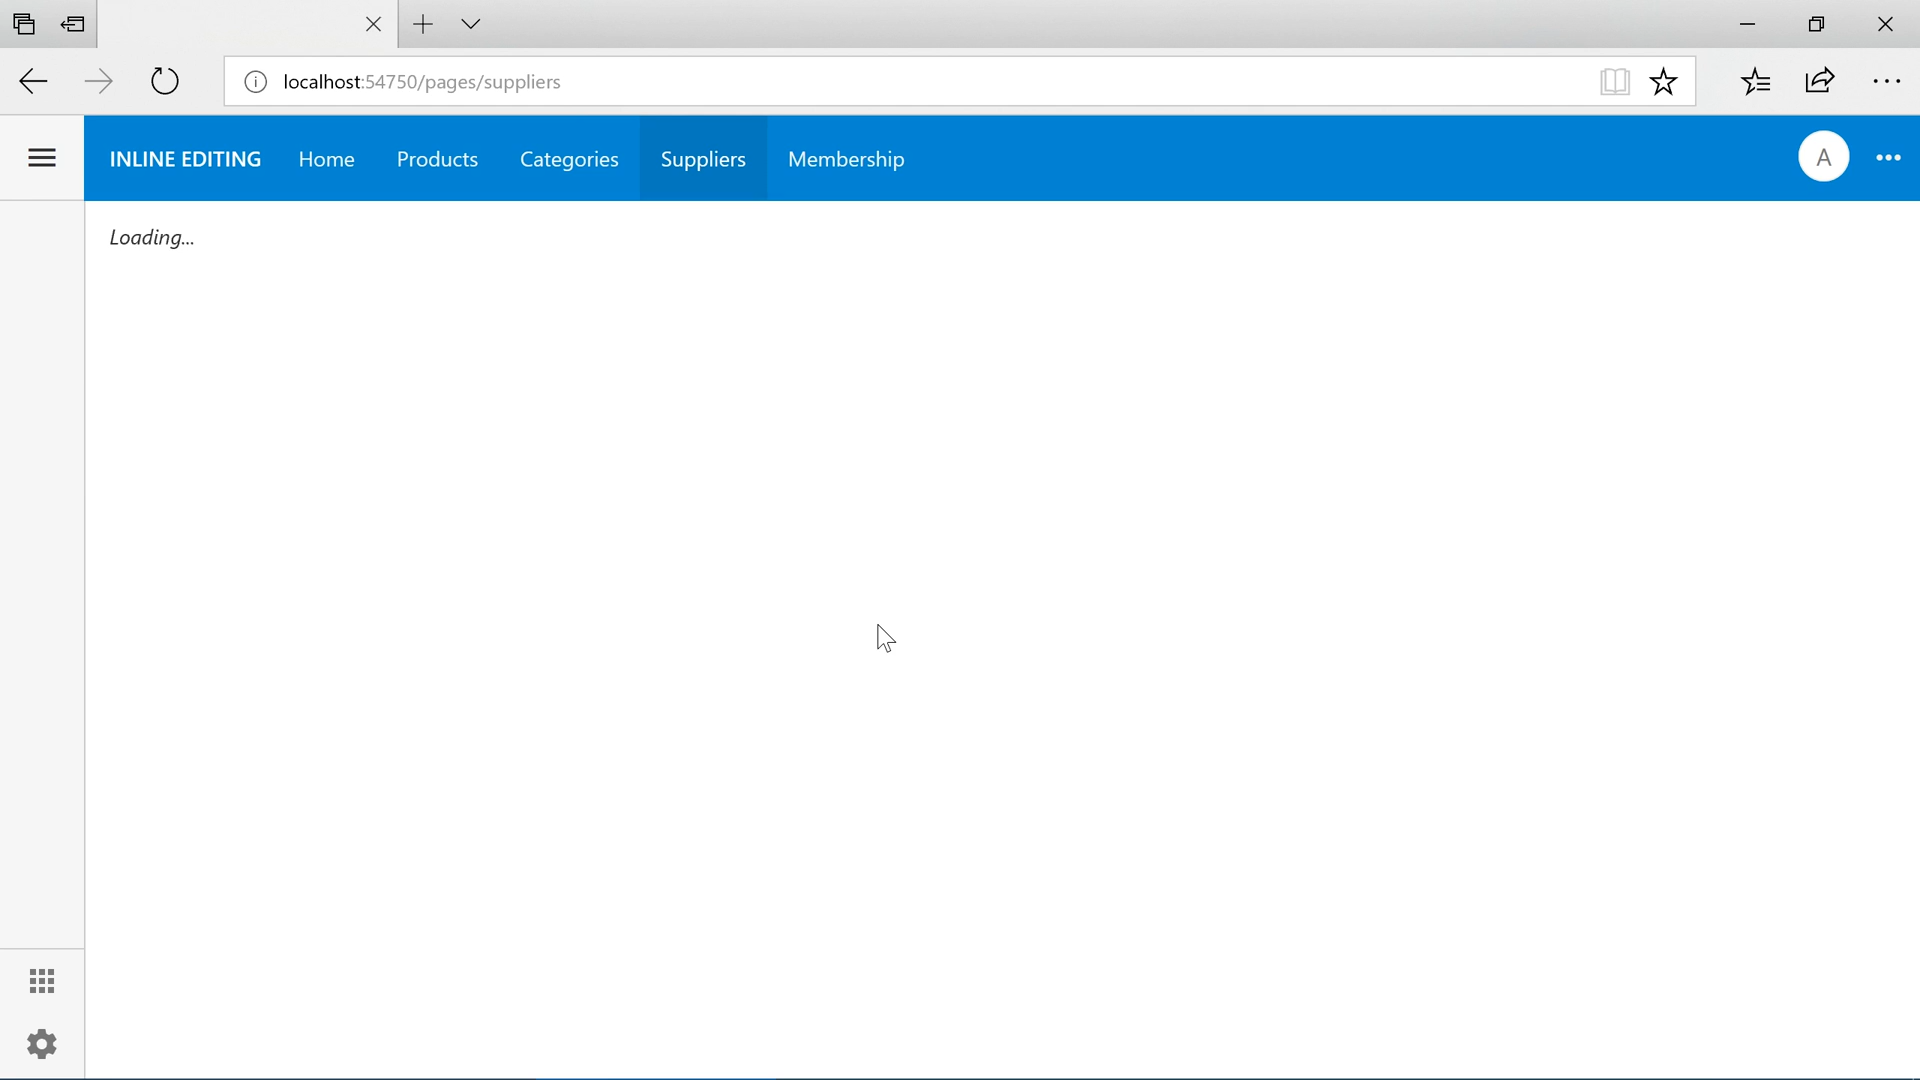 localhost:54750/pages/suppliers
INLINE EDITING Home Products Categories Suppliers Membership A
Loading...